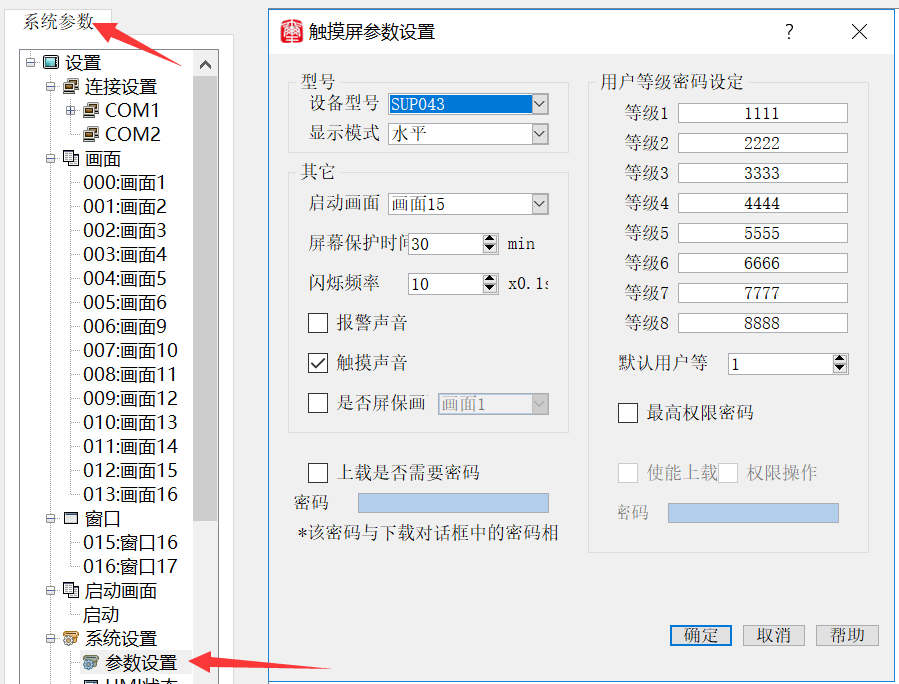 系统参数
设置
连接设置
COM1
COM2
画面
000:画面1
001:画面2
002:画面3
003:画面4
004:画面5
005:画面6
006:画面9
007:画面10
008:画面11
009:画面12
010:画面13
011:画面14
012:画面15
013:画面16
窗口
015:窗口16
016:窗口17
启动画面
启动
系统设置
参数设置
HMI状态
触摸屏参数设置
?
型号
设备型号 SUP043
显示模式 水平
其它
启动画面 画面15
屏幕保护时间 30 min
闪烁频率 10 x0.1s
报警声音
触摸声音
是否屏保画 画面1
上载是否需要密码
密码
*该密码与下载对话框中的密码相
用户等级密码设定
等级1 1111
等级2 2222
等级3 3333
等级4 4444
等级5 5555
等级6 6666
等级7 7777
等级8 8888
默认用户等 1
最高权限密码
使能上载 权限操作
密码
确定 取消 帮助